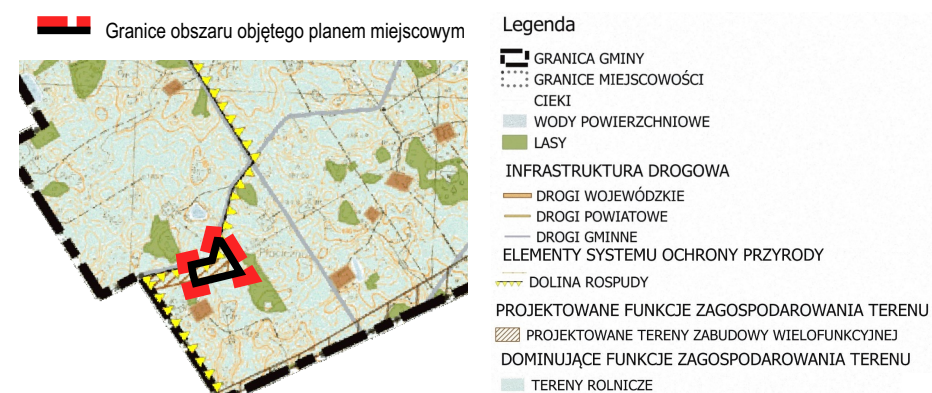 Granice obszaru objętego planem miejscowym
Legenda
GRANICA GMINY
GRANICE MIEJSCOWOŚCI
CIEKI
WODY POWIERZCHNIOWE
LASY
INFRASTRUKTURA DROGOWA
DROGI WOJEWÓDZKIE
DROGI POWIATOWE
DROGI GMINNE
ELEMENTY SYSTEMU OCHRONY PRZYRODY
DOLINA ROSPUDY
PROJEKTOWANE FUNKCJE ZAGOSPODAROWANIA TERENU
PROJEKTOWANE TERENY ZABUDOWY WIELOFUNKCYJNEJ
DOMINUJĄCE FUNKCJE ZAGOSPODAROWANIA TERENU
TERENY ROLNICZE